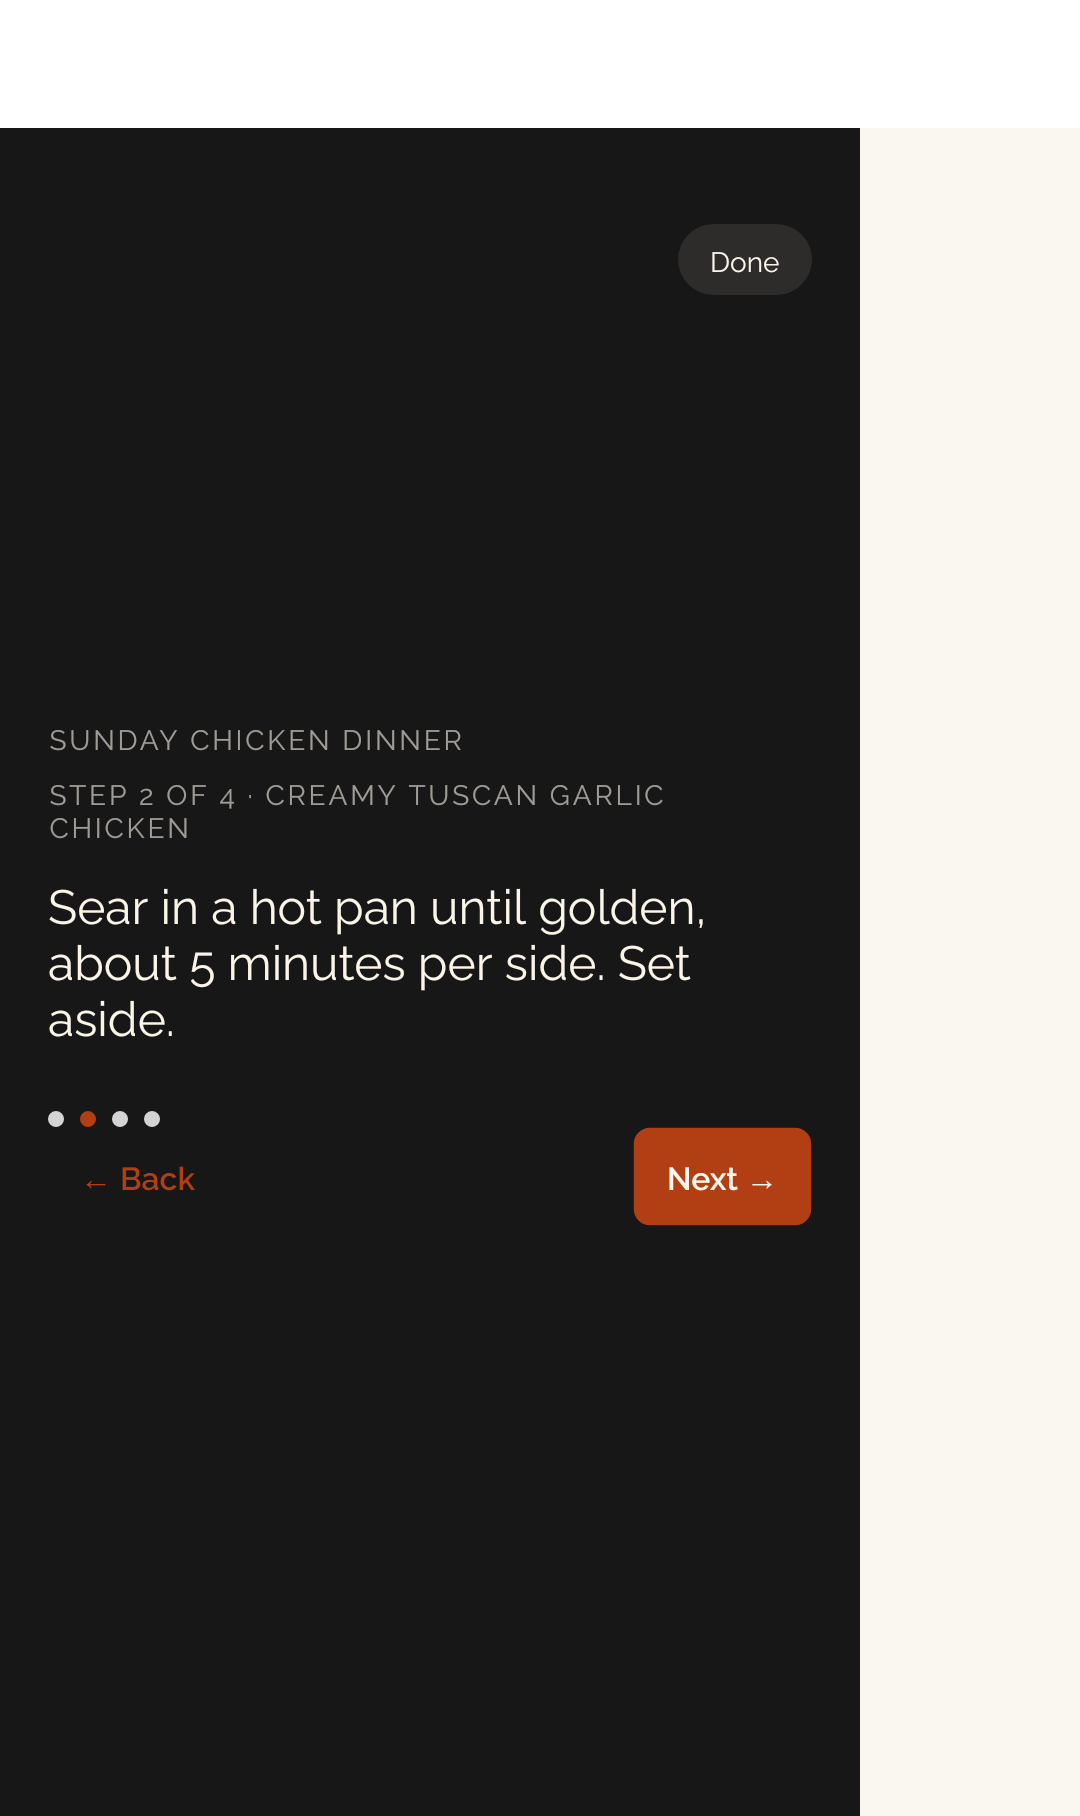 Done
SUNDAY CHICKEN DINNER
STEP 2 OF 4 · CREAMY TUSCAN GARLIC
CHICKEN
Sear in a hot pan until golden,
about 5 minutes per side. Set
aside.
← Back
Next →